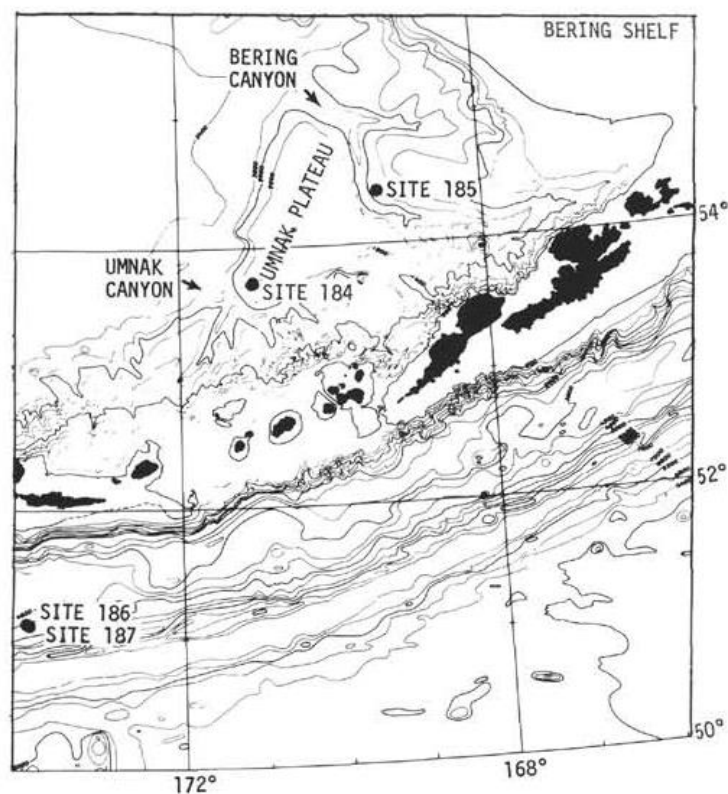 BERING SHELF
BERING
CANYON
UMNAK PLATEAU
SITE 185
54°
UMNAK
CANYON
SITE 184
52°
SITE 186
SITE 187
50°
172°
168°